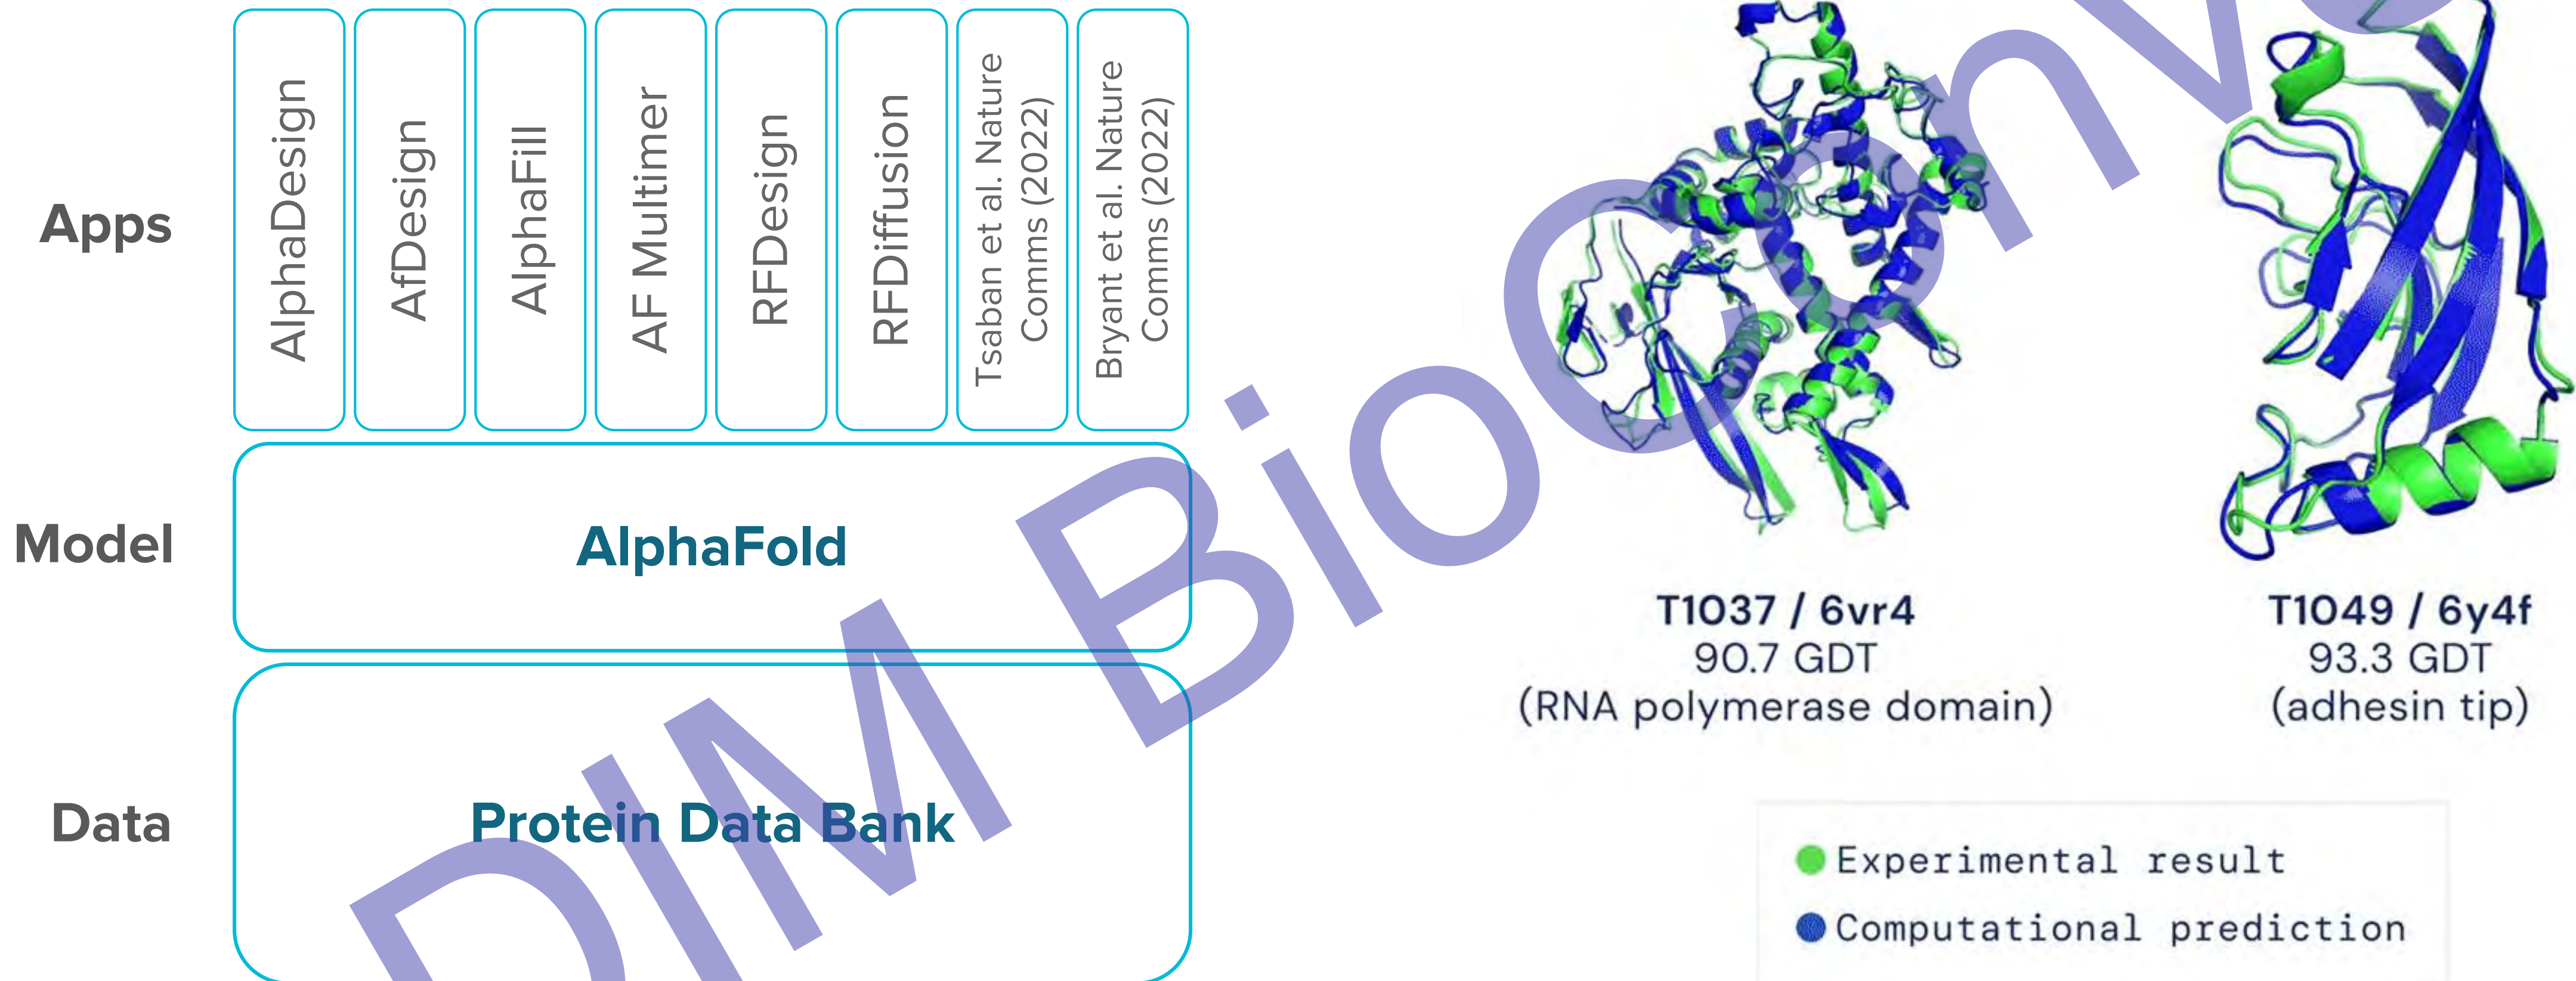 Apps
AlphaDesign
AfDesign
AlphaFill
AF Multimer
RFDesign
RFDiffusion
Tsaban et al. Nature
Comms (2022)
Bryant et al. Nature
Comms (2022)
Model
AlphaFold
Data
Protein Data Bank
T1037 / 6vr4
90.7 GDT
(RNA polymerase domain)
T1049 / 6y4f
93.3 GDT
(adhesin tip)
Experimental result
Computational prediction
DIM BioConve